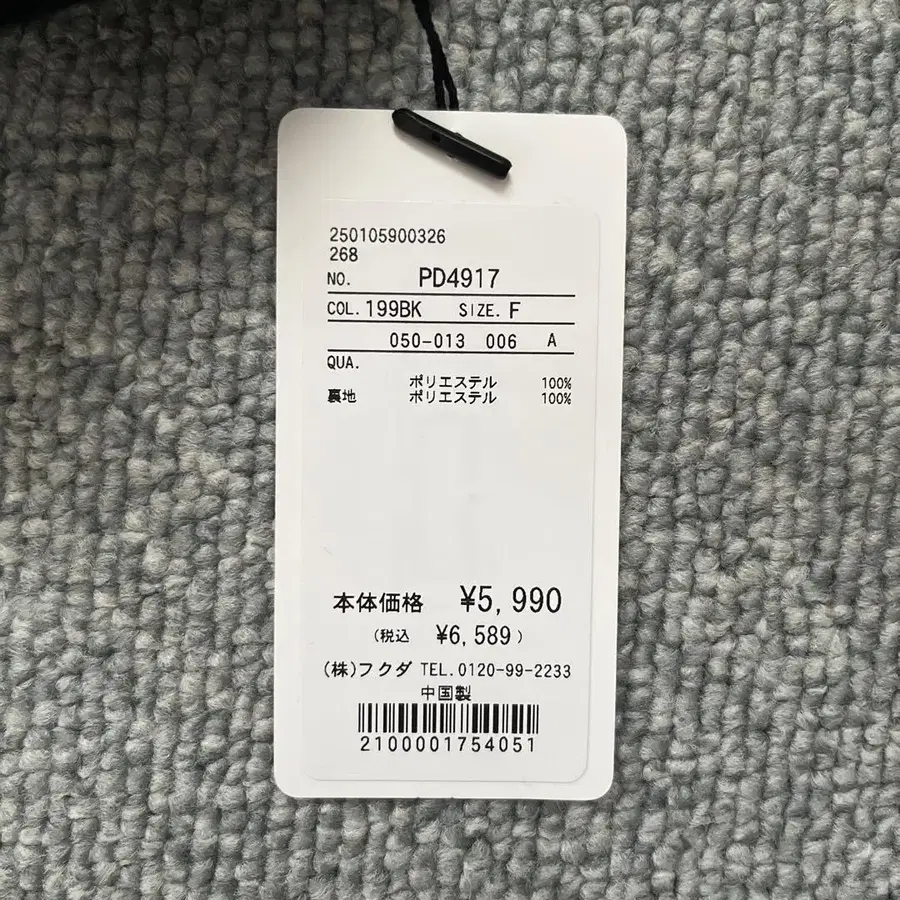 250105900326
268
NO. PD4917
COL. 199BK SIZE. F
050-013 006 A
QUA.
ポリエステル 100%
裏地 ポリエステル 100%
本体価格 ¥5,990
(税込 ¥6,589)
(株)フクダ TEL.0120-99-2233
中国製
2100001754051